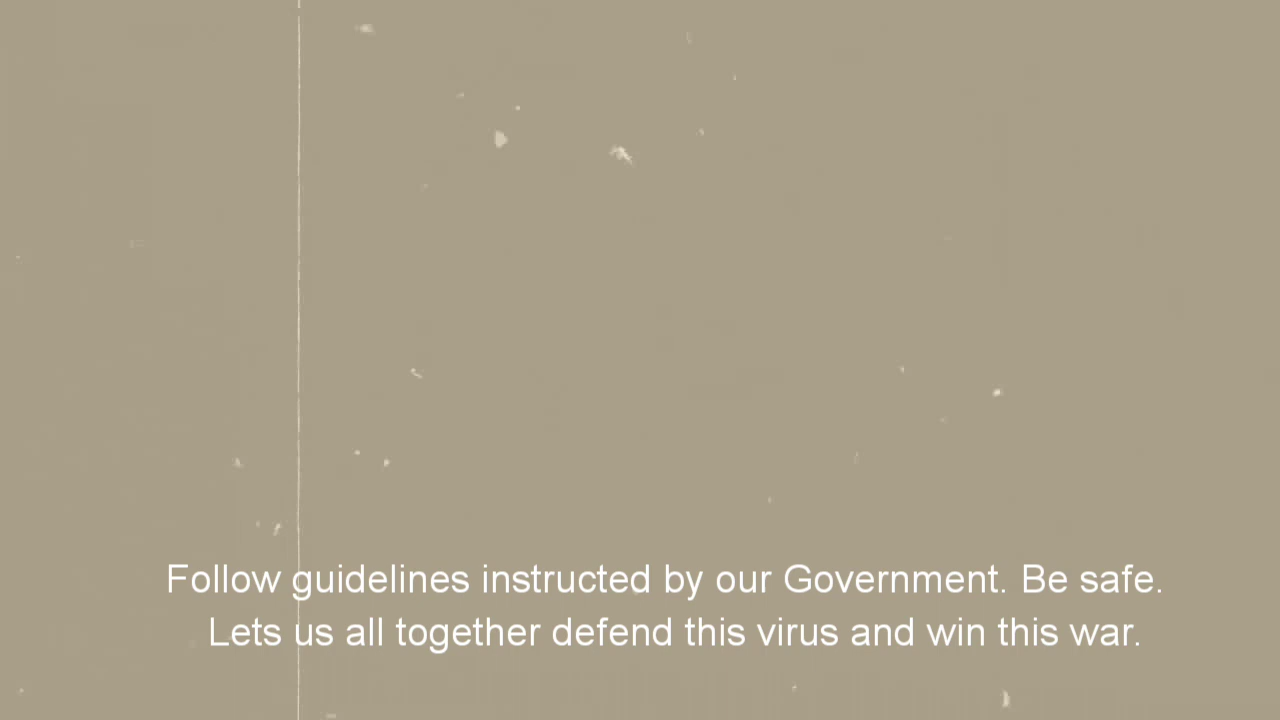 Follow guidelines instructed by our Government. Be safe.
Lets us all together defend this virus and win this war.